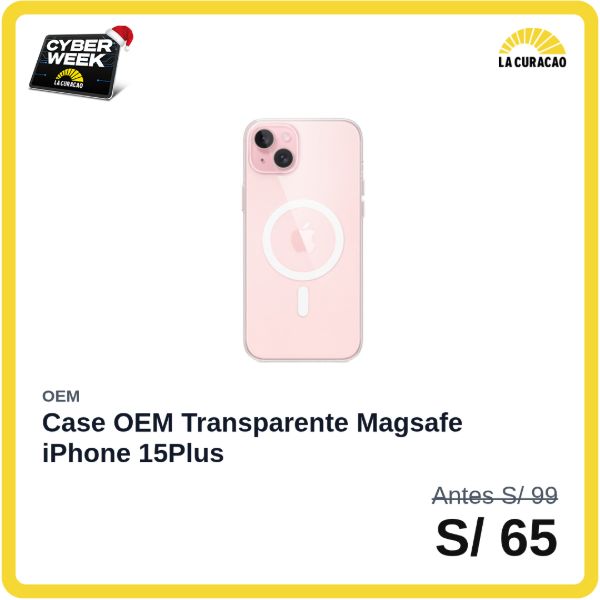 CYBER
WEEK
LA CURACAO
LA CURACAO
OEM
Case OEM Transparente Magsafe
iPhone 15Plus
Antes S/ 99
S/ 65